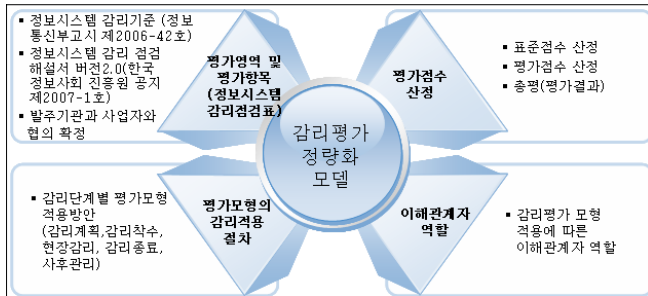 ▪ 정보시스템 감리기준 (정보
통신부고시 제2006-42호)
▪ 정보시스템 감리 점검
해설서 버전2.0(한국
정보사회 진흥원 공지
제2007-1호)
▪ 발주기관과 사업자와
협의 확정
평가영역 및
평가항목
(정보시스템
감리점검표)
평가점수
산정
▪ 표준점수 산정
▪ 평가점수 산정
▪ 총평(평가결과)
감리평가
정량화
모델
▪ 감리단계별 평가모형
적용방안
(감리계획,감리착수,
현장감리, 감리종료,
사후관리)
평가모형의
감리적용
절차
이해관계자
역할
▪ 감리평가 모형
적용에 따른
이해관계자 역할